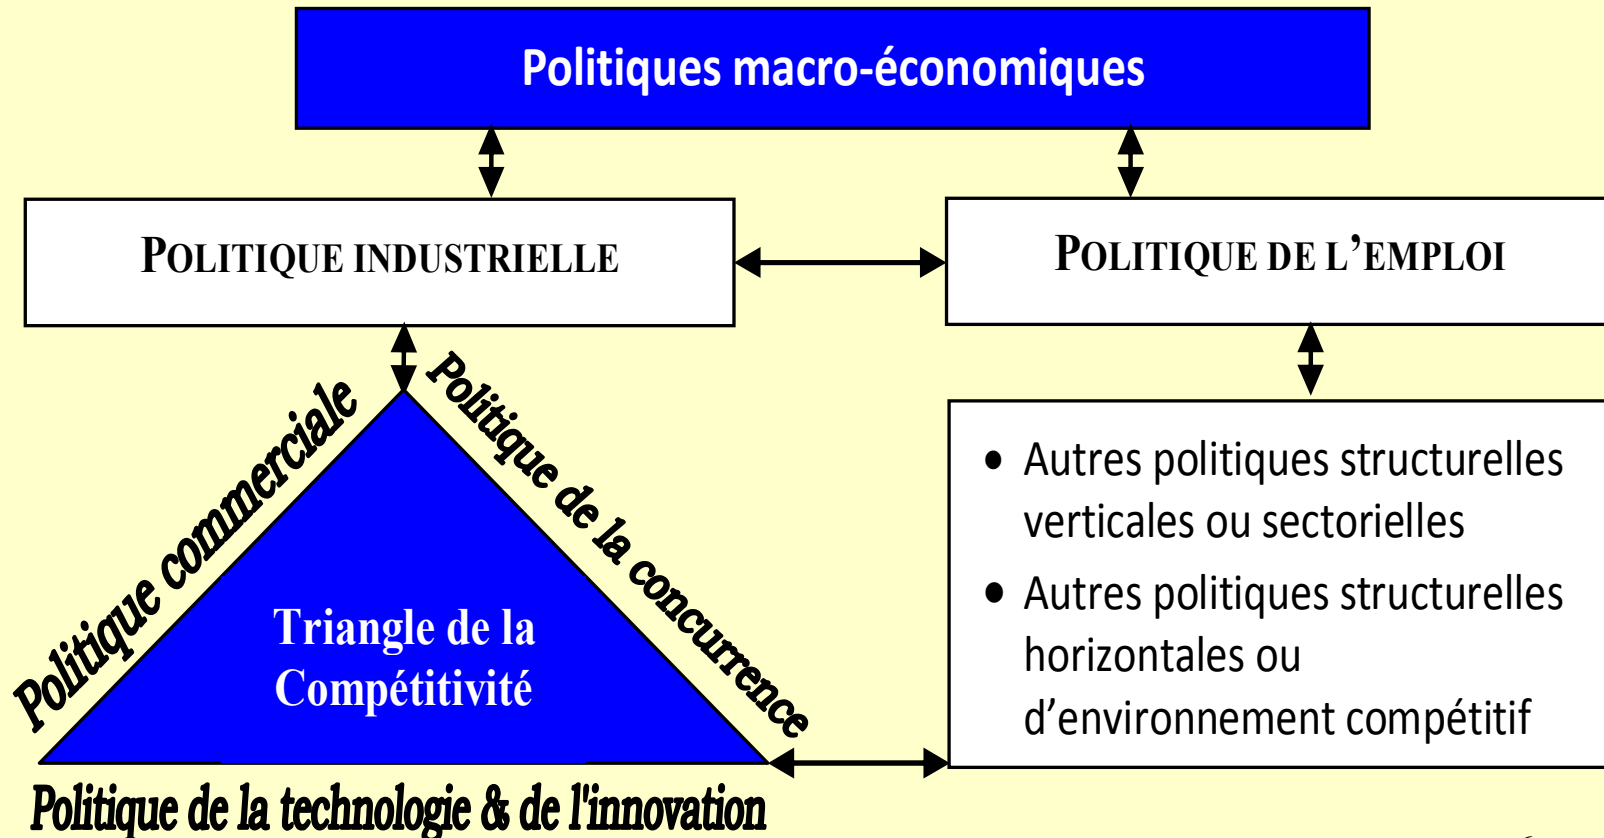 Politiques macro-économiques
POLITIQUE INDUSTRIELLE
POLITIQUE DE L’EMPLOI
Politique commerciale
Politique de la concurrence
Triangle de la
Compétitivité
Politique de la technologie & de l'innovation
• Autres politiques structurelles
verticales ou sectorielles
• Autres politiques structurelles
horizontales ou
d’environnement compétitif